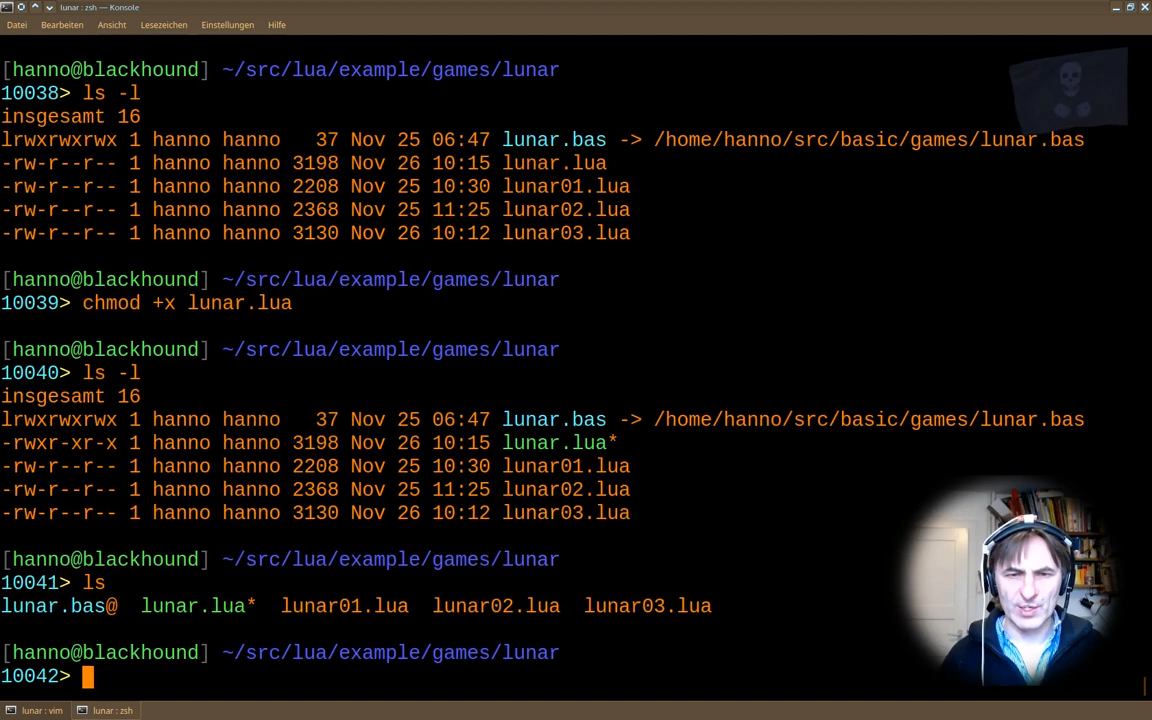 lunar : zsh — Konsole
Datei Bearbeiten Ansicht Lesezeichen Einstellungen Hilfe
[hanno@blackhound] ~/src/lua/example/games/lunar
10038> ls -l
insgesamt 16
lrwxrwxrwx 1 hanno hanno   37 Nov 25 06:47 lunar.bas -> /home/hanno/src/basic/games/lunar.bas
-rw-r--r-- 1 hanno hanno 3198 Nov 26 10:15 lunar.lua
-rw-r--r-- 1 hanno hanno 2208 Nov 25 10:30 lunar01.lua
-rw-r--r-- 1 hanno hanno 2368 Nov 25 11:25 lunar02.lua
-rw-r--r-- 1 hanno hanno 3130 Nov 26 10:12 lunar03.lua
[hanno@blackhound] ~/src/lua/example/games/lunar
10039> chmod +x lunar.lua
[hanno@blackhound] ~/src/lua/example/games/lunar
10040> ls -l
insgesamt 16
lrwxrwxrwx 1 hanno hanno   37 Nov 25 06:47 lunar.bas -> /home/hanno/src/basic/games/lunar.bas
-rwxr-xr-x 1 hanno hanno 3198 Nov 26 10:15 lunar.lua*
-rw-r--r-- 1 hanno hanno 2208 Nov 25 10:30 lunar01.lua
-rw-r--r-- 1 hanno hanno 2368 Nov 25 11:25 lunar02.lua
-rw-r--r-- 1 hanno hanno 3130 Nov 26 10:12 lunar03.lua
[hanno@blackhound] ~/src/lua/example/games/lunar
10041> ls
lunar.bas@  lunar.lua*  lunar01.lua  lunar02.lua  lunar03.lua
[hanno@blackhound] ~/src/lua/example/games/lunar
10042>
lunar : vim lunar : zsh